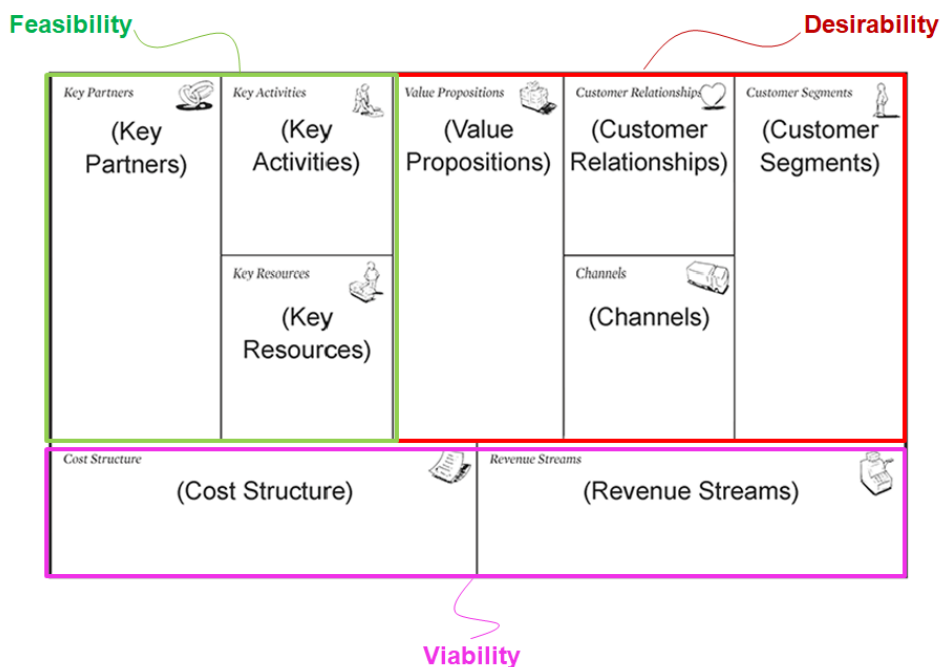 Feasibility
Desirability
Key Partners
(Key
Partners)
Key Activities
(Key
Activities)
Key Resources
(Key
Resources)
Value Propositions
(Value
Propositions)
Customer Relationships
(Customer
Relationships)
Channels
(Channels)
Customer Segments
(Customer
Segments)
Cost Structure
(Cost Structure)
Revenue Streams
(Revenue Streams)
Viability